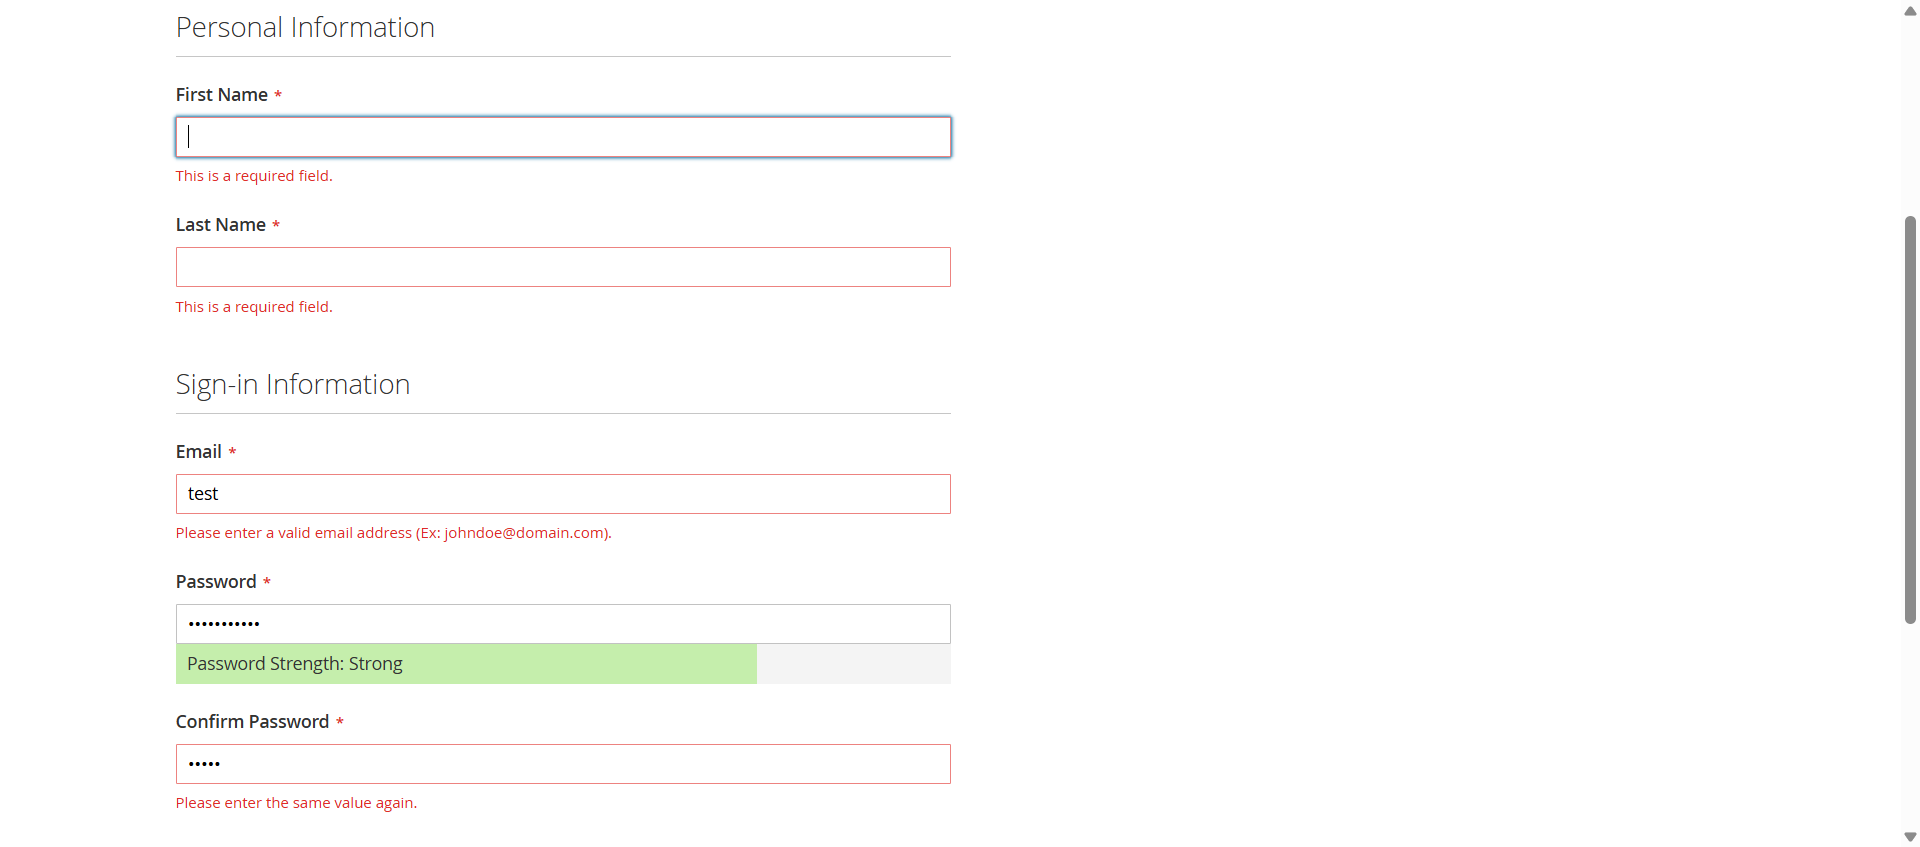 Personal Information
First Name *
This is a required field.
Last Name *
This is a required field.
Sign-in Information
Email *
test
Please enter a valid email address (Ex: johndoe@domain.com).
Password *
•••••••••••
Password Strength: Strong
Confirm Password *
•••••
Please enter the same value again.